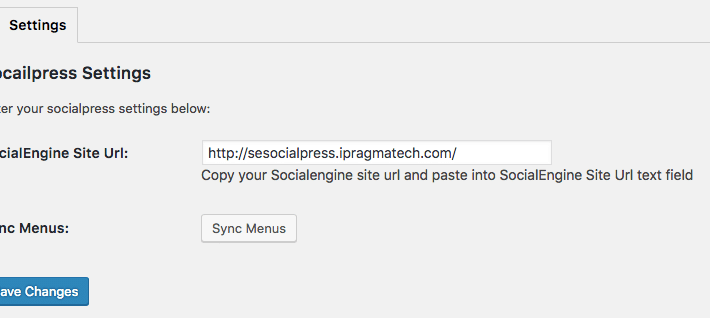 Settings
ocailpress Settings
ter your socialpress settings below:
cialEngine Site Url:
http://sesocialpress.ipragmatech.com/
Copy your Socialengine site url and paste into SocialEngine Site Url text field
nc Menus:
Sync Menus
ave Changes